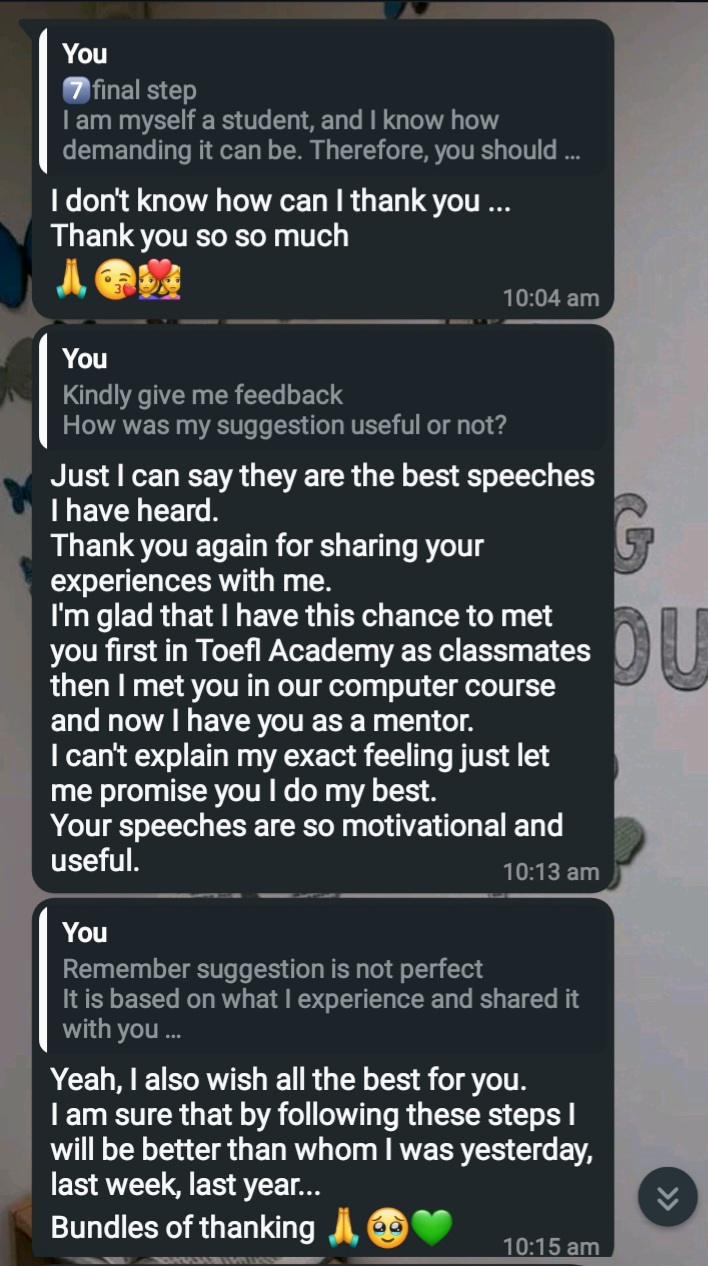 You
7️⃣final step
I am myself a student, and I know how
demanding it can be. Therefore, you should ...
I don't know how can I thank you ...
Thank you so so much
🙏😘👩‍❤️‍👩
10:04 am
You
Kindly give me feedback
How was my suggestion useful or not?
Just I can say they are the best speeches
I have heard.
Thank you again for sharing your
experiences with me.
I'm glad that I have this chance to met
you first in Toefl Academy as classmates
then I met you in our computer course
and now I have you as a mentor.
I can't explain my exact feeling just let
me promise you I do my best.
Your speeches are so motivational and
useful.
10:13 am
G
OU
You
Remember suggestion is not perfect
It is based on what I experience and shared it
with you ...
Yeah, I also wish all the best for you.
I am sure that by following these steps I
will be better than whom I was yesterday,
last week, last year...
Bundles of thanking 🙏🥹💚
10:15 am